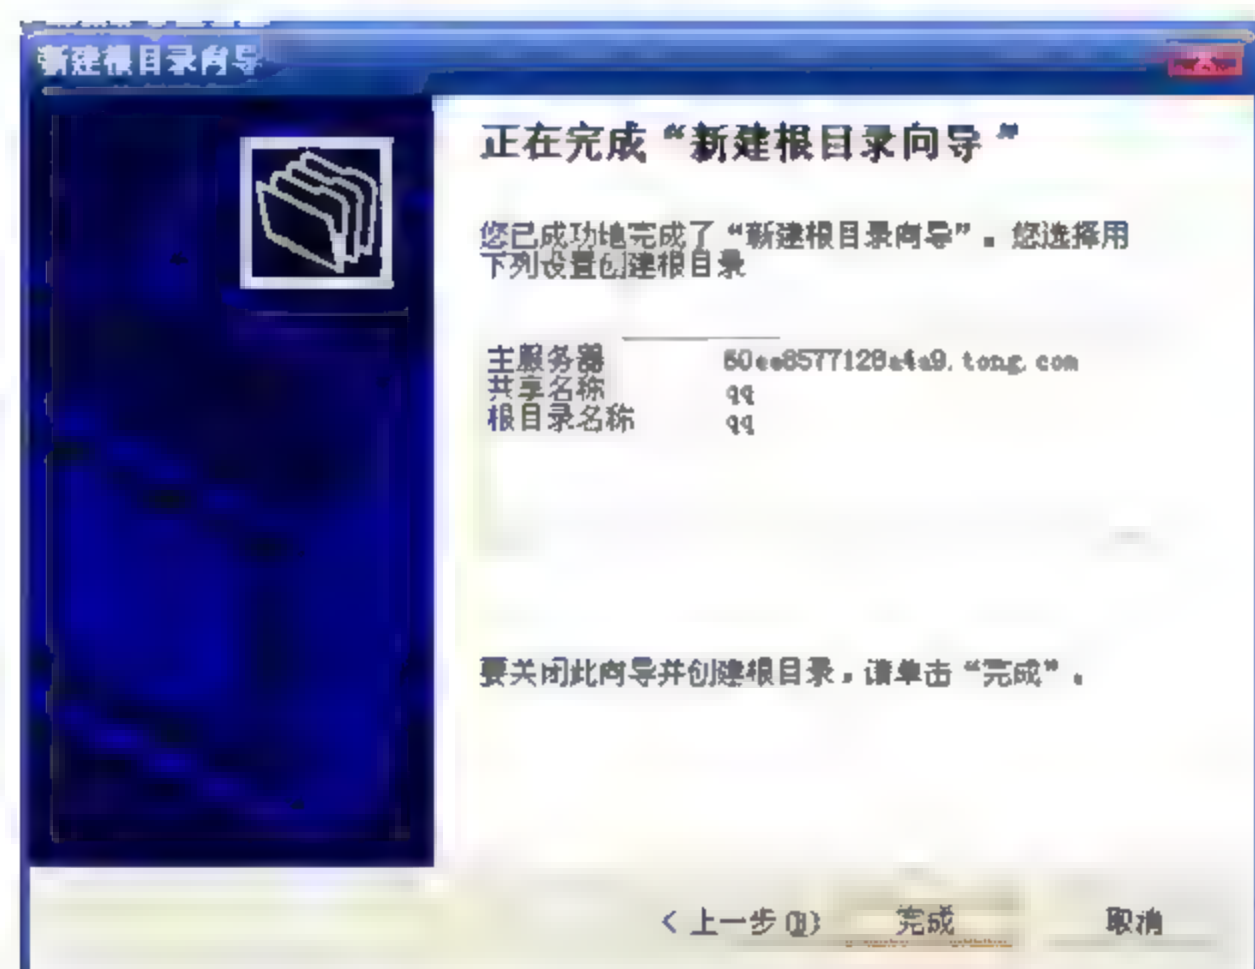 新建根目录向导
正在完成“新建根目录向导”
您已成功地完成了“新建根目录向导”。您选择用
下列设置创建根目录
主服务器 60ee8577128a4a9.tong.com
共享名称 qq
根目录名称 qq
要关闭此向导并创建根目录，请单击“完成”。
<上一步(B) 完成 取消